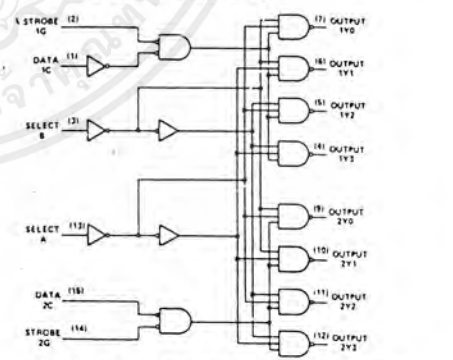 STROBE (2)
1G
DATA (1)
1C
SELECT (3)
B
SELECT (13)
A
DATA (15)
2C
STROBE (14)
2G
(7) OUTPUT
1Y0
(6) OUTPUT
1Y1
(5) OUTPUT
1Y2
(4) OUTPUT
1Y3
(9) OUTPUT
2Y0
(10) OUTPUT
2Y1
(11) OUTPUT
2Y2
(12) OUTPUT
2Y3